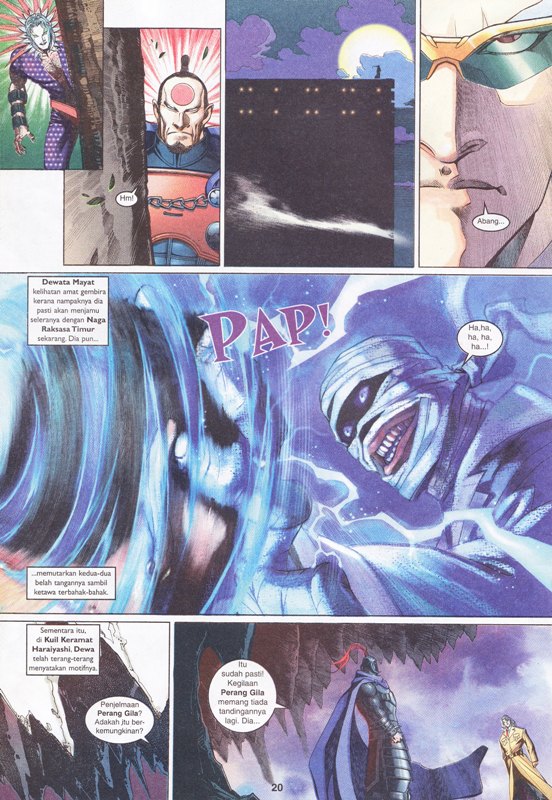 Hm!
Abang...
Dewata Mayat
kelihatan amat gembira
kerana nampaknya dia
pasti akan menjamu
seleranya dengan Naga
Raksasa Timur
sekarang. Dia pun...
PAP!
Ha,ha,
ha, ha,
ha...!
...memutarkan kedua-dua
belah tangannya sambil
ketawa terbahak-bahak.
Sementara itu,
di Kuil Keramat
Haraiyashi, Dewa
telah terang-terang
menyatakan motifnya.
Penjelmaan
Perang Gila?
Adakah itu ber-
kemungkinan?
Itu
sudah pasti!
Kegilaan
Perang Gila
memang tiada
tandingannya
lagi. Dia...
20